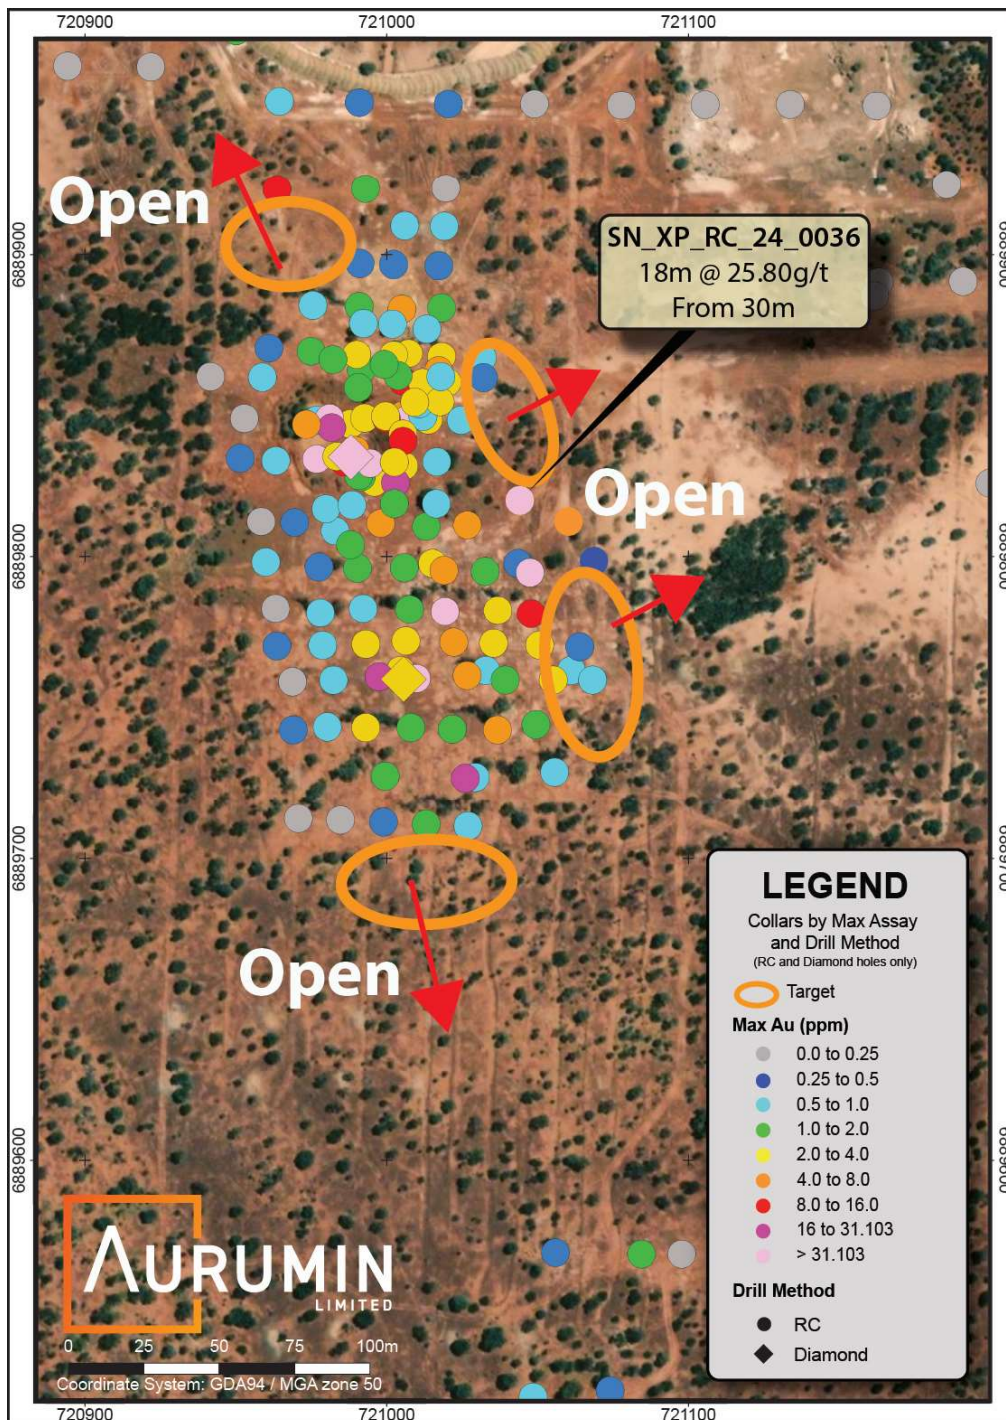 720900
721000
721100
Open
SN_XP_RC_24_0036
18m @ 25.80g/t
From 30m
6889900
6889900
Open
6889800
6889800
6889700
6889700
Open
6889600
6889600
LEGEND
Collars by Max Assay
and Drill Method
(RC and Diamond holes only)
Target
Max Au (ppm)
0.0 to 0.25
0.25 to 0.5
0.5 to 1.0
1.0 to 2.0
2.0 to 4.0
4.0 to 8.0
8.0 to 16.0
16 to 31.103
> 31.103
Drill Method
RC
Diamond
AURUMIN
LIMITED
0 25 50 75 100m
Coordinate System: GDA94 / MGA zone 50
720900
721000
721100